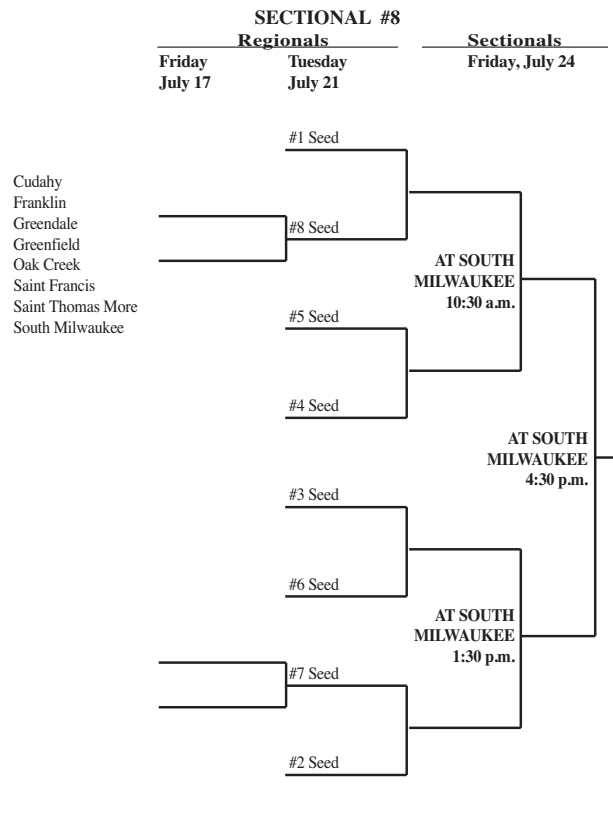 SECTIONAL #8
Regionals
Sectionals
Friday
July 17
Tuesday
July 21
Friday, July 24
Cudahy
Franklin
Greendale
Greenfield
Oak Creek
Saint Francis
Saint Thomas More
South Milwaukee
#1 Seed
#8 Seed
AT SOUTH
MILWAUKEE
10:30 a.m.
#5 Seed
#4 Seed
AT SOUTH
MILWAUKEE
4:30 p.m.
#3 Seed
#6 Seed
AT SOUTH
MILWAUKEE
1:30 p.m.
#7 Seed
#2 Seed